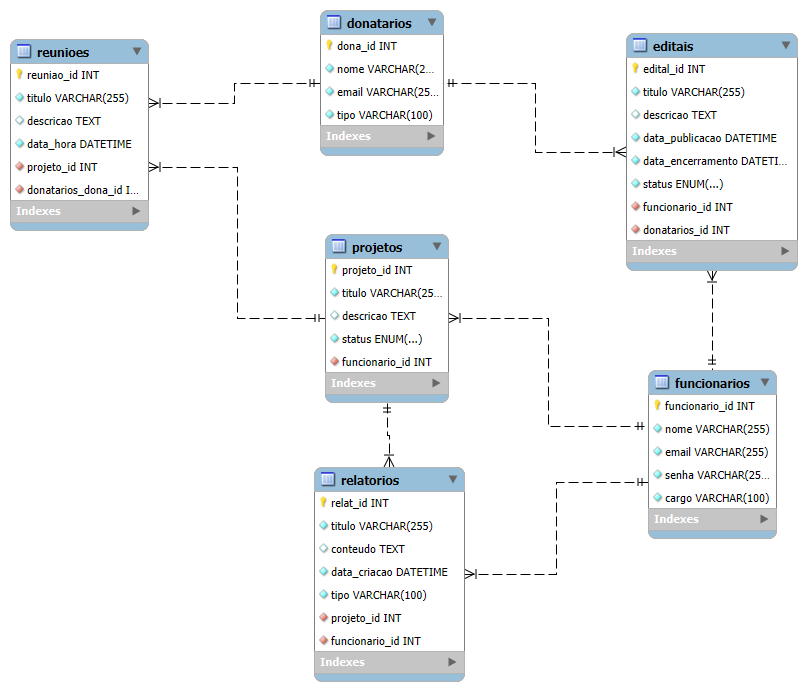 reunioes
reuniao_id INT
titulo VARCHAR(255)
descricao TEXT
data_hora DATETIME
projeto_id INT
donatarios_dona_id I...
Indexes
donatarios
dona_id INT
nome VARCHAR(2...
email VARCHAR(25...
tipo VARCHAR(100)
Indexes
editais
edital_id INT
titulo VARCHAR(255)
descricao TEXT
data_publicacao DATETIME
data_encerramento DATETI...
status ENUM(...)
funcionario_id INT
donatarios_id INT
Indexes
projetos
projeto_id INT
titulo VARCHAR(25...
descricao TEXT
status ENUM(...)
funcionario_id INT
Indexes
funcionarios
funcionario_id INT
nome VARCHAR(255)
email VARCHAR(255)
senha VARCHAR(25...
cargo VARCHAR(100)
Indexes
relatorios
relat_id INT
titulo VARCHAR(255)
conteudo TEXT
data_criacao DATETIME
tipo VARCHAR(100)
projeto_id INT
funcionario_id INT
Indexes